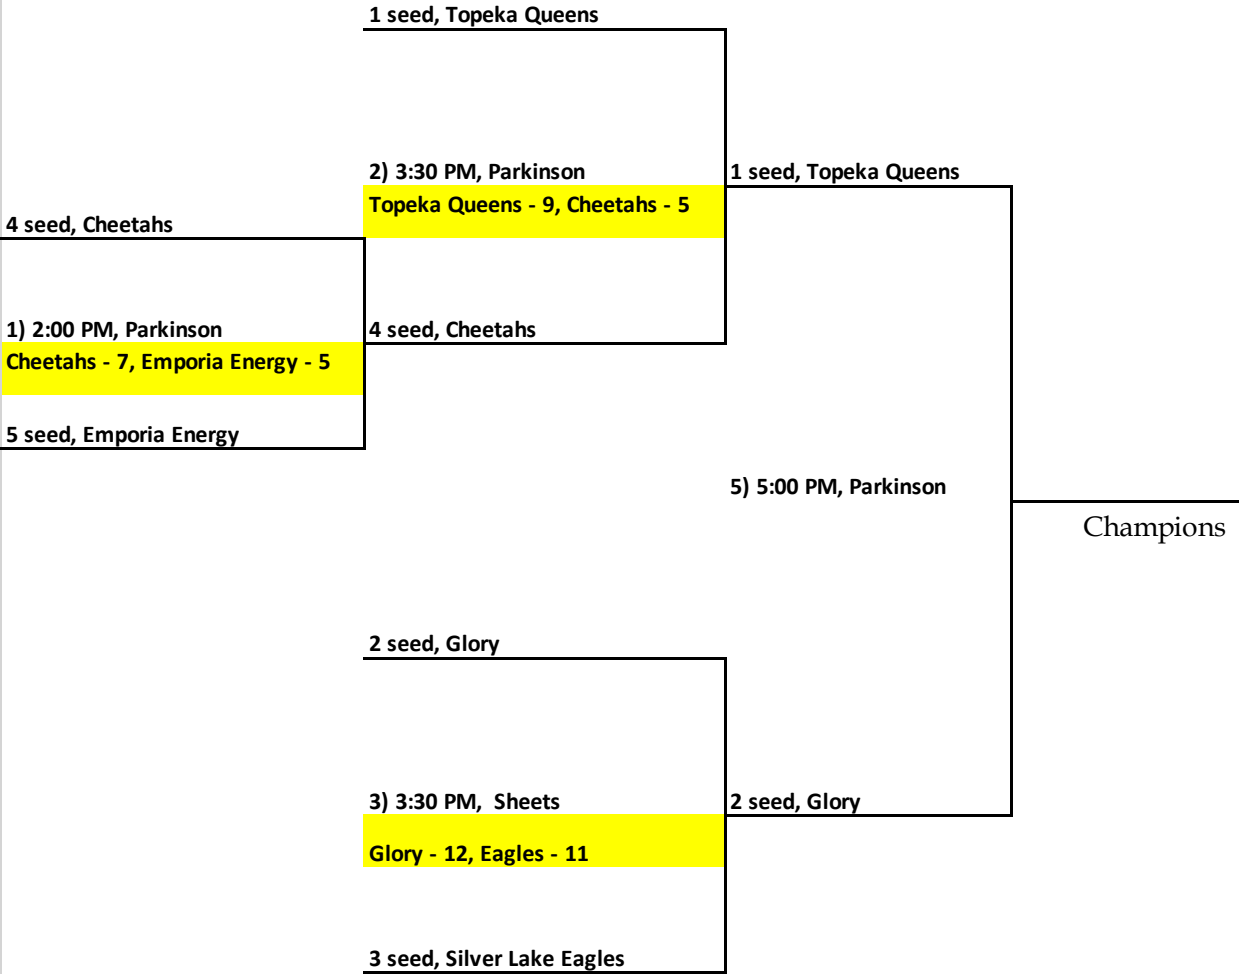 1 seed, Topeka Queens
2) 3:30 PM, Parkinson
1 seed, Topeka Queens
Topeka Queens - 9, Cheetahs - 5
4 seed, Cheetahs
1) 2:00 PM, Parkinson
4 seed, Cheetahs
Cheetahs - 7, Emporia Energy - 5
5 seed, Emporia Energy
5) 5:00 PM, Parkinson
Champions
2 seed, Glory
3) 3:30 PM,  Sheets
2 seed, Glory
Glory - 12, Eagles - 11
3 seed, Silver Lake Eagles